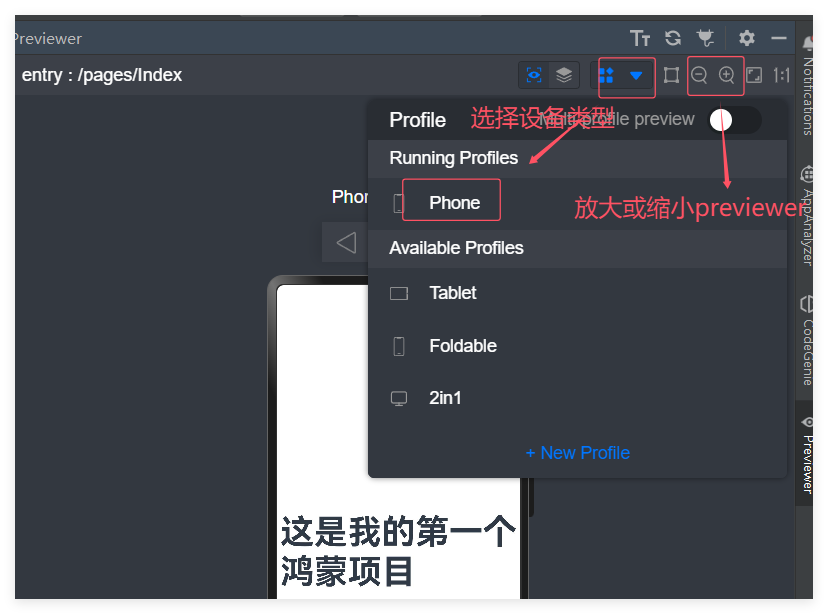 Previewer
entry : /pages/Index
1:1
Profile
Multi-profile preview
选择设备类型
Running Profiles
Phone
Phor
放大或缩小previewer
Available Profiles
Tablet
Foldable
2in1
+ New Profile
这是我的第一个
鸿蒙项目
Notifications
AppAnalyzer
CodeGenie
Previewer